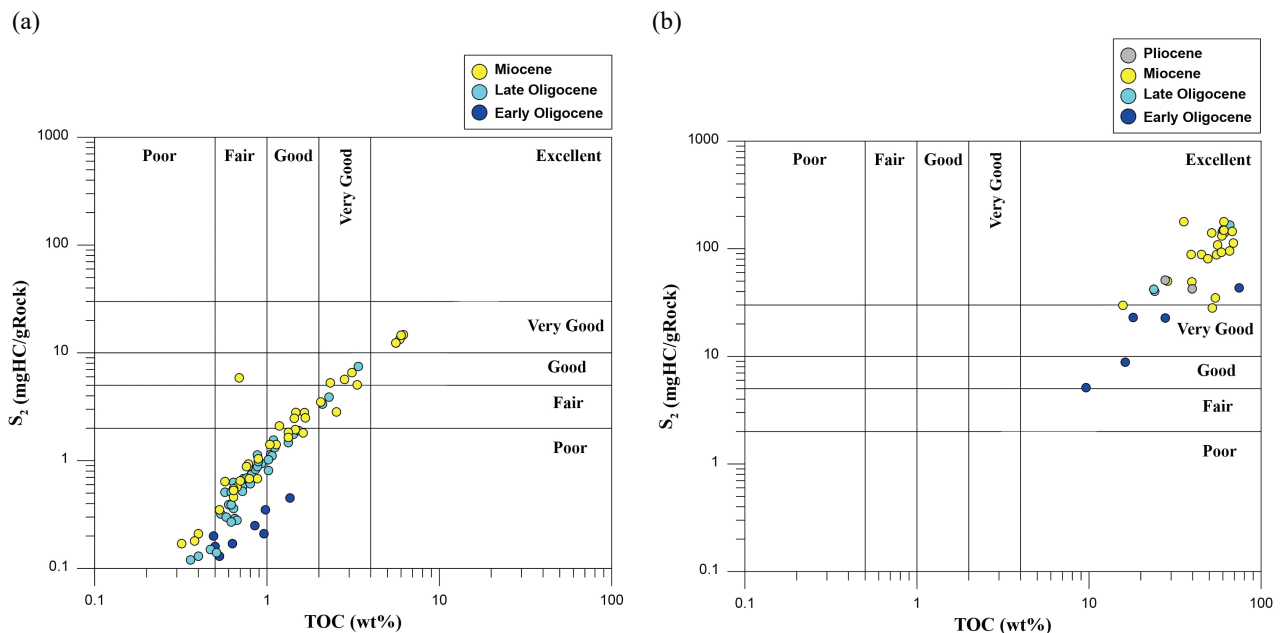 (a)
Miocene
Late Oligocene
Early Oligocene
1000
100
10
1
0.1
S2 (mgHC/gRock)
Poor
Fair
Good
Very Good
Excellent
Very Good
Good
Fair
Poor
0.1
1
10
100
TOC (wt%)
(b)
Pliocene
Miocene
Late Oligocene
Early Oligocene
1000
100
10
1
0.1
S2 (mgHC/gRock)
Poor
Fair
Good
Very Good
Excellent
Very Good
Good
Fair
Poor
0.1
1
10
100
TOC (wt%)